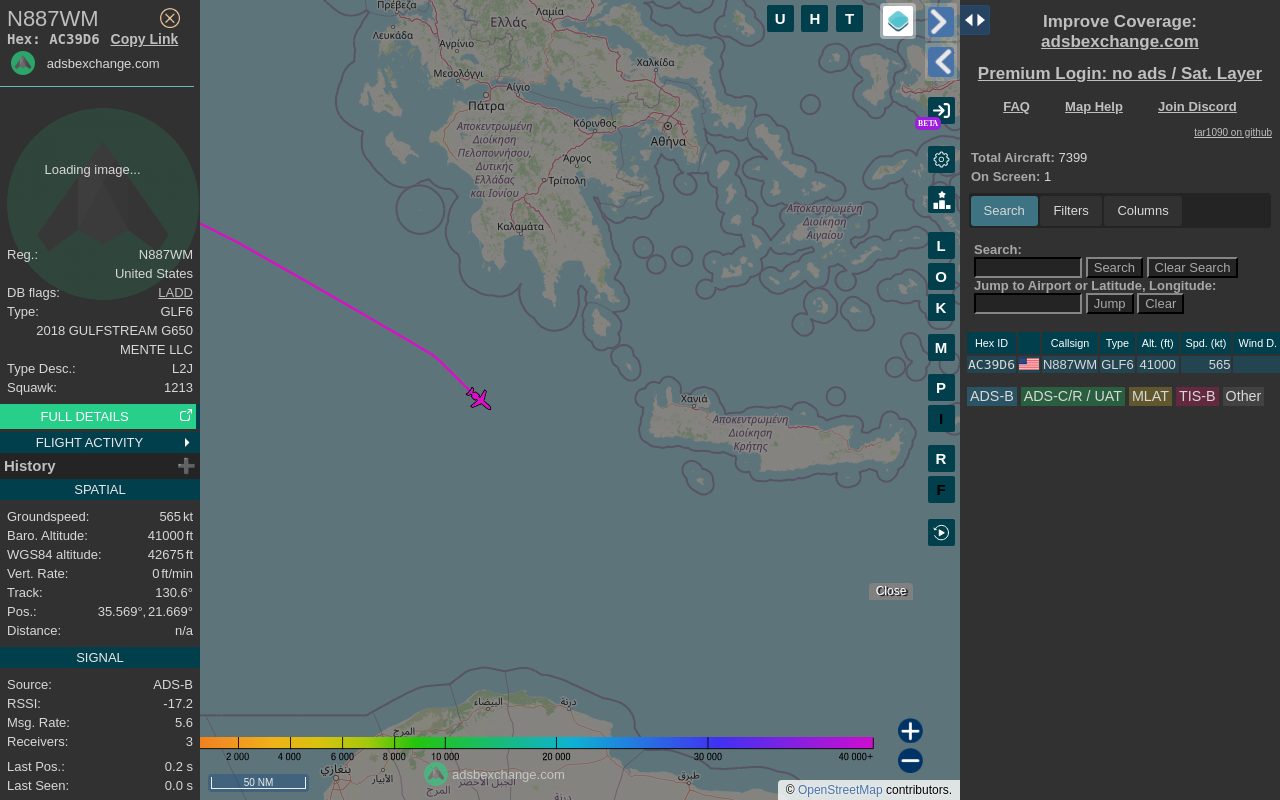 N887WM
Hex: AC39D6 Copy Link
adsbexchange.com
Loading image...
Reg.: N887WM
United States
DB flags: LADD
Type: GLF6
2018 GULFSTREAM G650
MENTE LLC
Type Desc.: L2J
Squawk: 1213
FULL DETAILS
FLIGHT ACTIVITY
History
SPATIAL
Groundspeed: 565 kt
Baro. Altitude: 41000 ft
WGS84 altitude: 42675 ft
Vert. Rate: 0 ft/min
Track: 130.6°
Pos.: 35.569°, 21.669°
Distance: n/a
SIGNAL
Source: ADS-B
RSSI: -17.2
Msg. Rate: 5.6
Receivers: 3
Last Pos.: 0.2 s
Last Seen: 0.0 s
Πρέβεζα
Λαμία
Ελλάς
Λευκάδα
Αγρίνιο
Χαλκίδα
Μεσολόγγι
Αίγιο
Πάτρα
Κόρινθος
Αθήνα
Αποκεντρωμένη
Διοίκηση
Πελοποννήσου,
Δυτικής
Ελλάδας
και Ιονίου
Άργος
Τρίπολη
Καλαμάτα
Αποκεντρωμένη
Διοίκηση
Αιγαίου
Χανιά
Αποκεντρωμένη
Διοίκηση
Κρήτης
U H T
BETA
L
O
K
M
P
I
R
F
Close
البيضاء
درنة
المرج
2 000 4 000 6 000 8 000 10 000 20 000 30 000 40 000+
بنغازي
الأبيار
الجبل الأخضر
طبرق
المرج
درنة
adsbexchange.com
50 NM
© OpenStreetMap contributors.
Improve Coverage:
adsbexchange.com
Premium Login: no ads / Sat. Layer
FAQ Map Help Join Discord
tar1090 on github
Total Aircraft: 7399
On Screen: 1
Search Filters Columns
Search:
Search Clear Search
Jump to Airport or Latitude, Longitude:
Jump Clear
Hex ID Callsign Type Alt. (ft) Spd. (kt) Wind D.
AC39D6 N887WM GLF6 41000 565
ADS-B ADS-C/R / UAT MLAT TIS-B Other